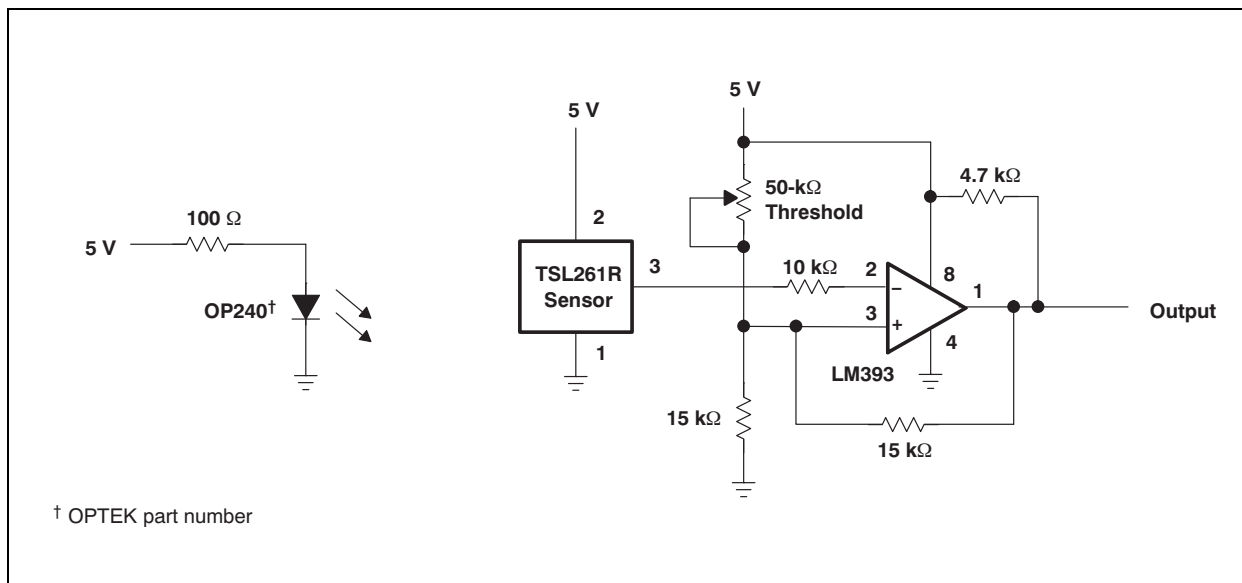 5 V
5 V
50-kΩ
Threshold
4.7 kΩ
100 Ω
5 V
OP240†
2
TSL261R
Sensor
3
1
10 kΩ
2
8
1
3
4
−
+
LM393
Output
15 kΩ
15 kΩ
† OPTEK part number